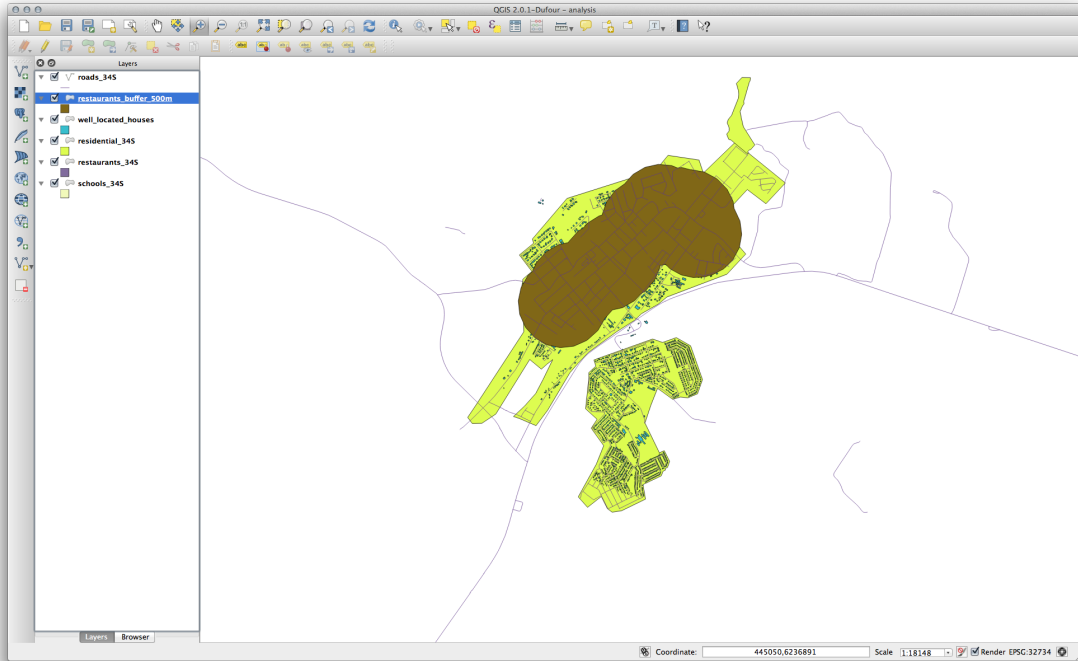 QGIS 2.0.1-Dufour - analysis
Layers
roads_34S
restaurants_buffer_500m
well_located_houses
residential_34S
restaurants_34S
schools_34S
Layers Browser
Coordinate: 445050,6236891 Scale 1:18148 Render EPSG:32734